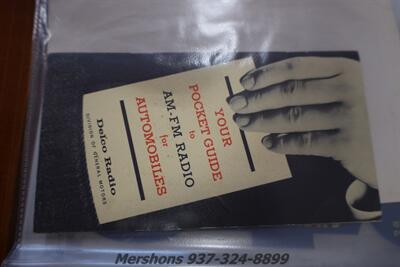 YOUR
POCKET GUIDE
to
AM-FM RADIO
for
AUTOMOBILES
Delco Radio
DIVISION OF GENERAL MOTORS
Mershons 937-324-8899